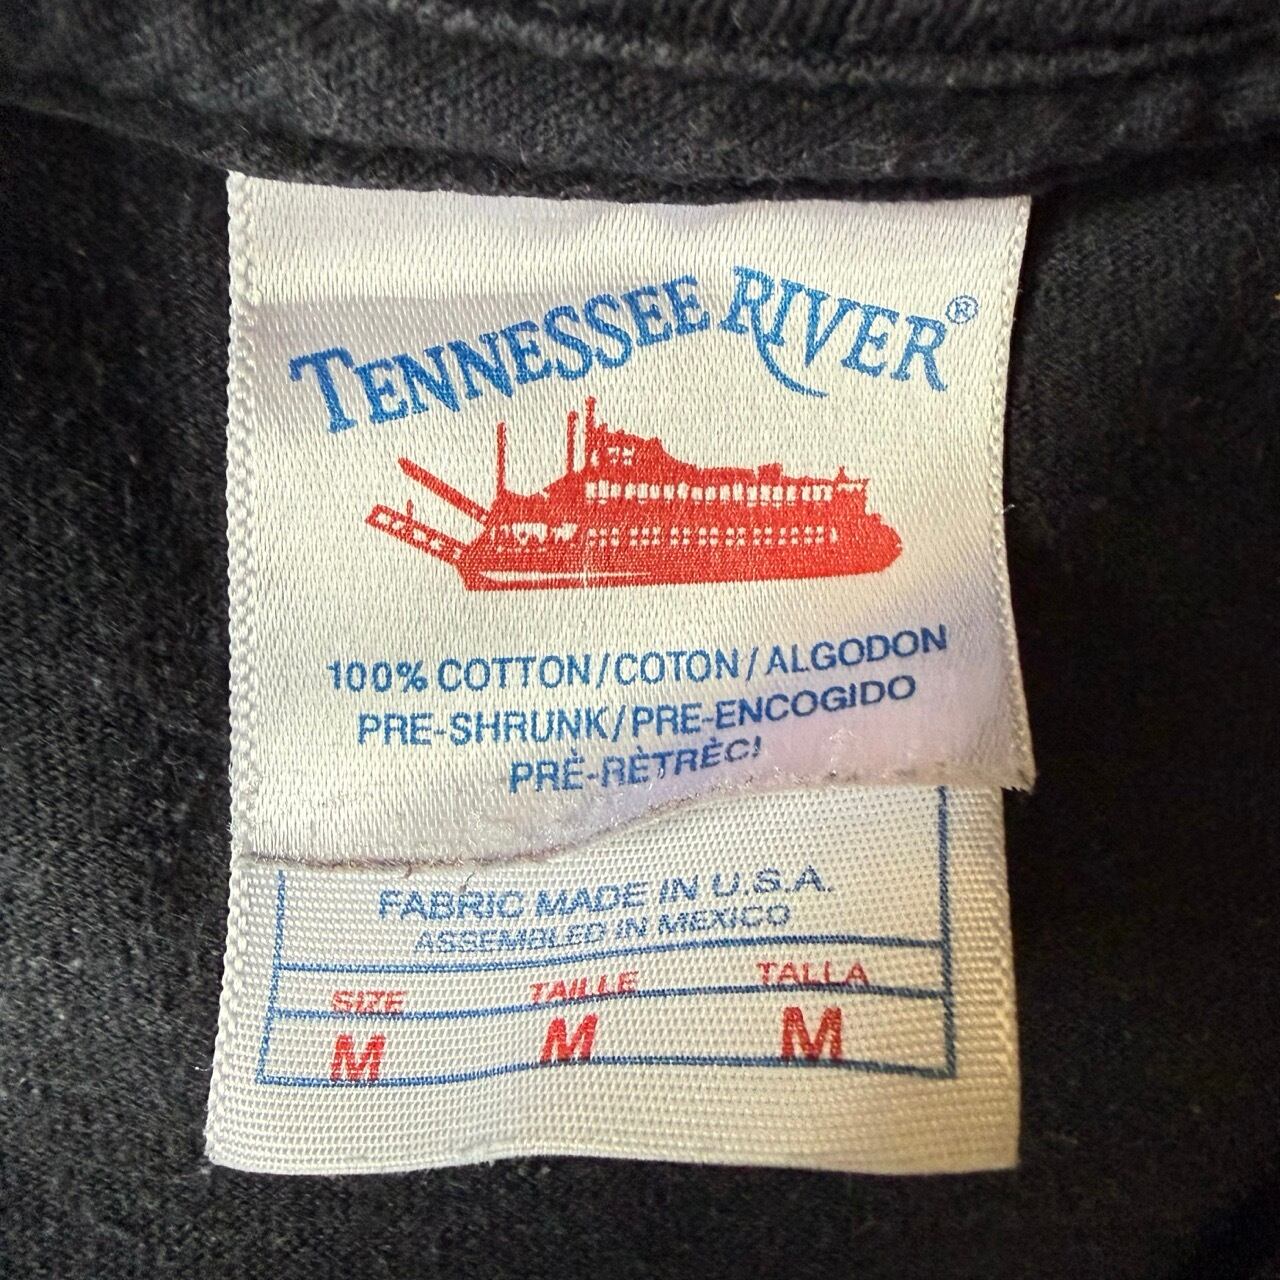 TENNESSEE RIVER®
100% COTTON/COTON/ALGODON
PRE-SHRUNK/PRE-ENCOGIDO
PRÈ-RÈTRÈCI
FABRIC MADE IN U.S.A.
ASSEMBLED IN MEXICO
SIZE TAILLE TALLA
M M M